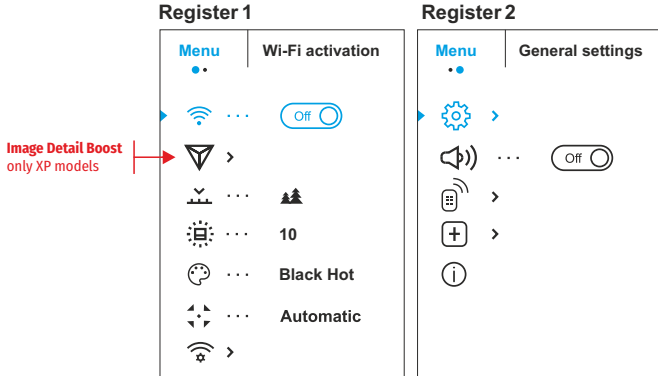 Register 1
Menu
Wi-Fi activation
Off
Image Detail Boost
only XP models
10
Black Hot
Automatic
Register 2
Menu
General settings
Off